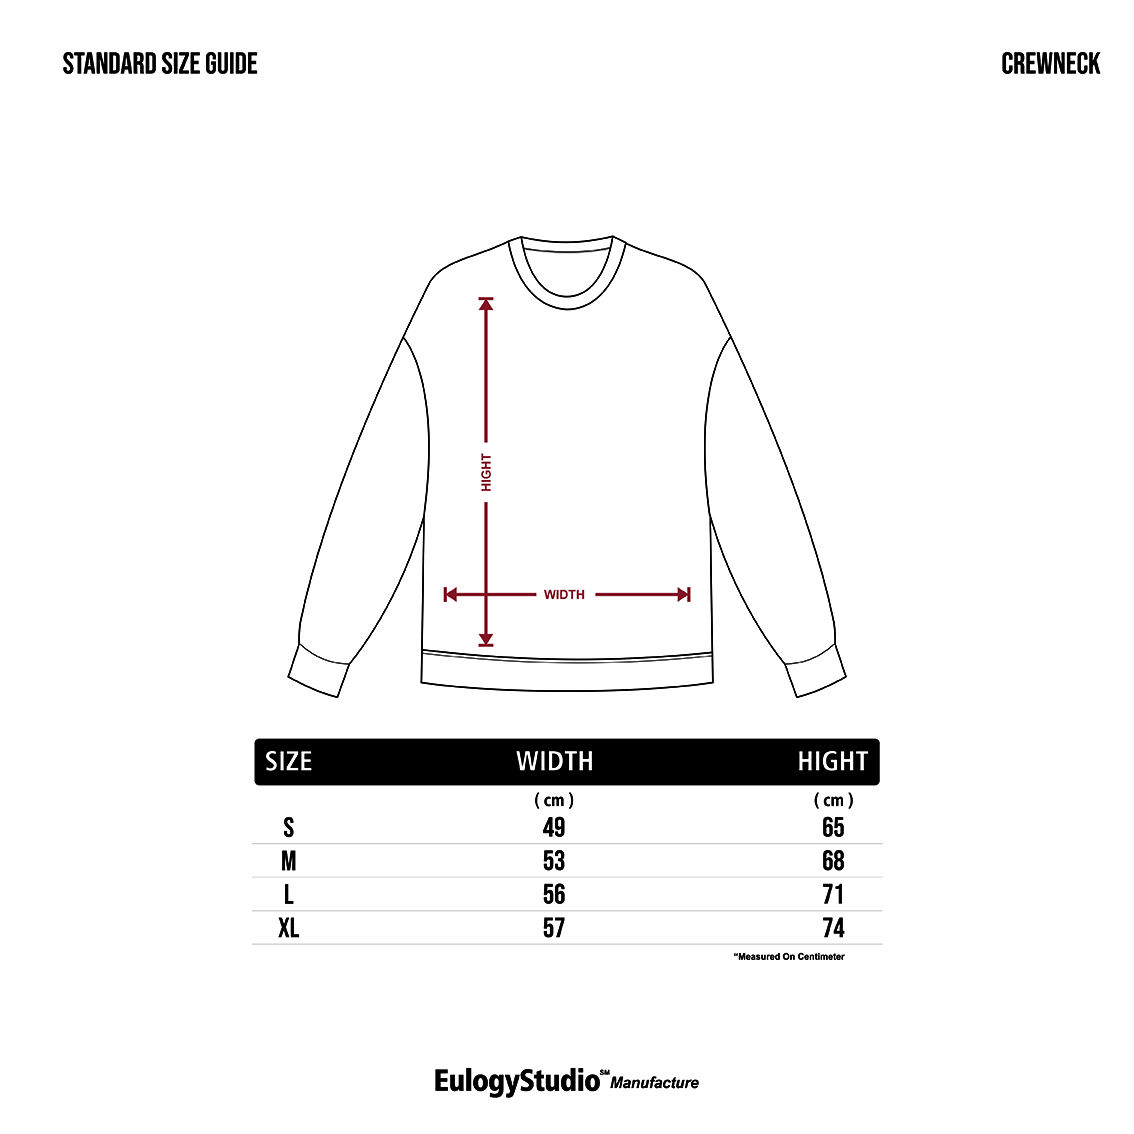 STANDARD SIZE GUIDE
CREWNECK
HIGHT
WIDTH
SIZE WIDTH HIGHT
( cm ) ( cm )
S 49 65
M 53 68
L 56 71
XL 57 74
"Measured On Centimeter
EulogyStudio℠ Manufacture